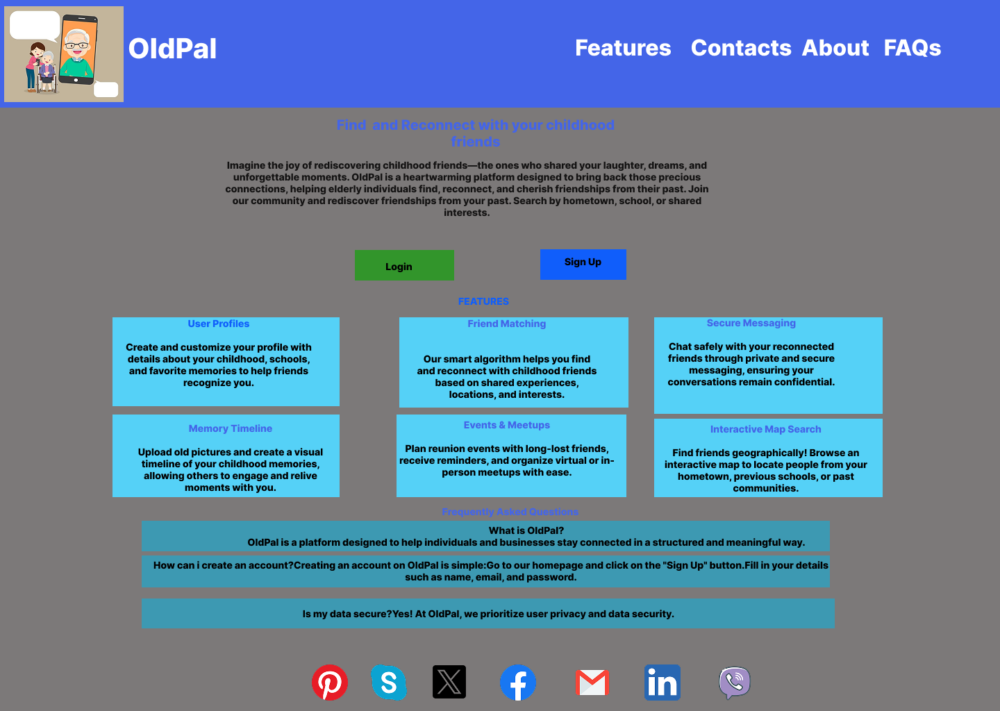 OldPal
Features Contacts About FAQs
Find and Reconnect with your childhood
friends
Imagine the joy of rediscovering childhood friends—the ones who shared your laughter, dreams, and
unforgettable moments. OldPal is a heartwarming platform designed to bring back those precious
connections, helping elderly individuals find, reconnect, and cherish friendships from their past. Join
our community and rediscover friendships from your past. Search by hometown, school, or shared
interests.
Login
Sign Up
FEATURES
User Profiles
Create and customize your profile with
details about your childhood, schools,
and favorite memories to help friends
recognize you.
Friend Matching
Our smart algorithm helps you find
and reconnect with childhood friends
based on shared experiences,
locations, and interests.
Secure Messaging
Chat safely with your reconnected
friends through private and secure
messaging, ensuring your
conversations remain confidential.
Memory Timeline
Upload old pictures and create a visual
timeline of your childhood memories,
allowing others to engage and relive
moments with you.
Events & Meetups
Plan reunion events with long-lost friends,
receive reminders, and organize virtual or in-
person meetups with ease.
Interactive Map Search
Find friends geographically! Browse an
interactive map to locate people from your
hometown, previous schools, or past
communities.
Frequently Asked Questions
What is OldPal?
OldPal is a platform designed to help individuals and businesses stay connected in a structured and meaningful way.
How can i create an account?Creating an account on OldPal is simple:Go to our homepage and click on the "Sign Up" button.Fill in your details
such as name, email, and password.
Is my data secure?Yes! At OldPal, we prioritize user privacy and data security.
in